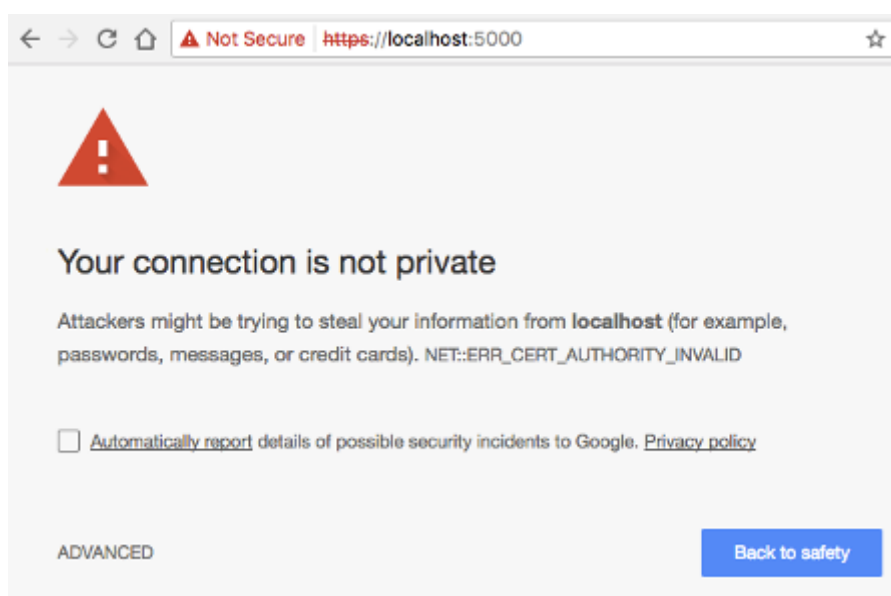 Not Secure https://localhost:5000
!
Your connection is not private
Attackers might be trying to steal your information from localhost (for example,
passwords, messages, or credit cards). NET::ERR_CERT_AUTHORITY_INVALID
Automatically report details of possible security incidents to Google. Privacy policy
ADVANCED Back to safety